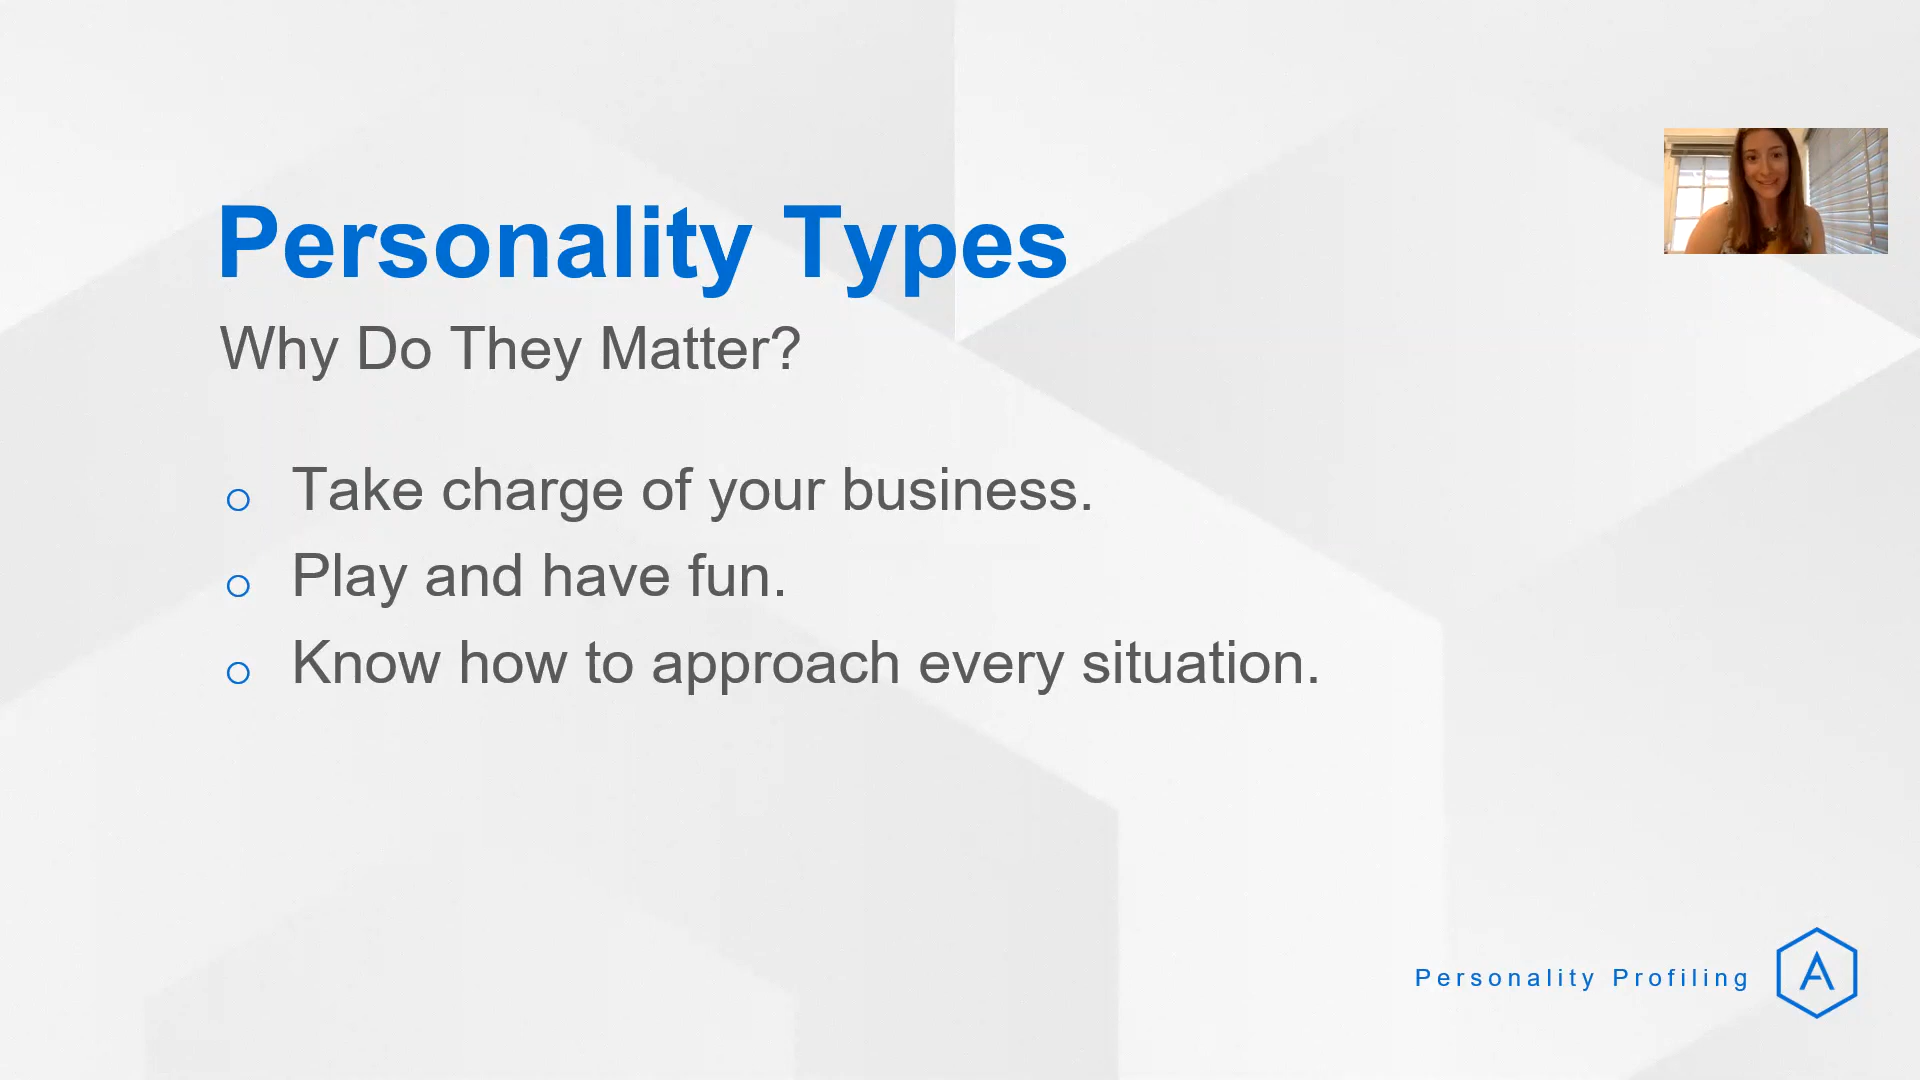 Personality Types
Why Do They Matter?
Take charge of your business.
Play and have fun.
Know how to approach every situation.
Personality Profiling
A